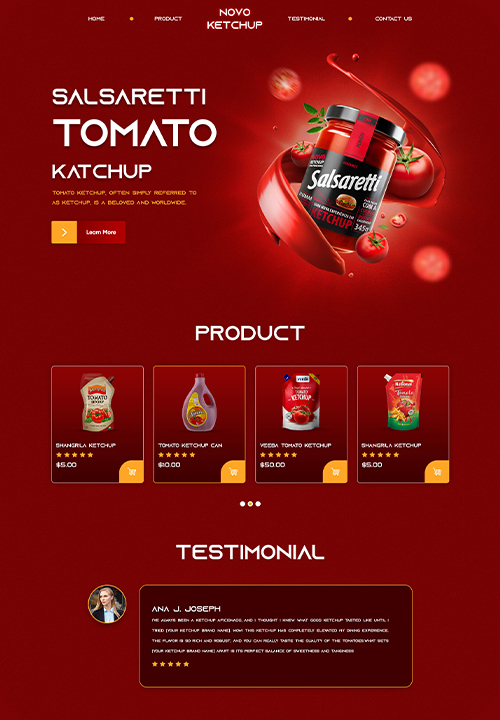 HOME
PRODUCT
NOVO
KETCHUP
TESTIMONIAL
CONTACT US
SALSARETTI
TOMATO
KATCHUP
TOMATO KETCHUP, OFTEN SIMPLY REFERRED TO
AS KETCHUP, IS A BELOVED AND WORLDWIDE.
Learn More
Salsaretti
KETCHUP
345g
PRODUCT
TOMATO
KETCHUP
SHANGRILA KETCHUP
$5.00
TOMATO KETCHUP CAN
$10.00
VEEBA TOMATO KETCHUP
$50.00
SHANGRILA KETCHUP
$5.00
TESTIMONIAL
ANA J. JOSEPH
I'VE ALWAYS BEEN A KETCHUP AFICIONADO, AND I THOUGHT I KNEW WHAT GOOD KETCHUP TASTED LIKE UNTIL I
TRIED [YOUR KETCHUP BRAND NAME]. WOW! THIS KETCHUP HAS COMPLETELY ELEVATED MY DINING EXPERIENCE.
THE FLAVOR IS SO RICH AND ROBUST, AND YOU CAN REALLY TASTE THE QUALITY OF THE TOMATOES.WHAT SETS
[YOUR KETCHUP BRAND NAME] APART IS ITS PERFECT BALANCE OF SWEETNESS AND TANGINESS